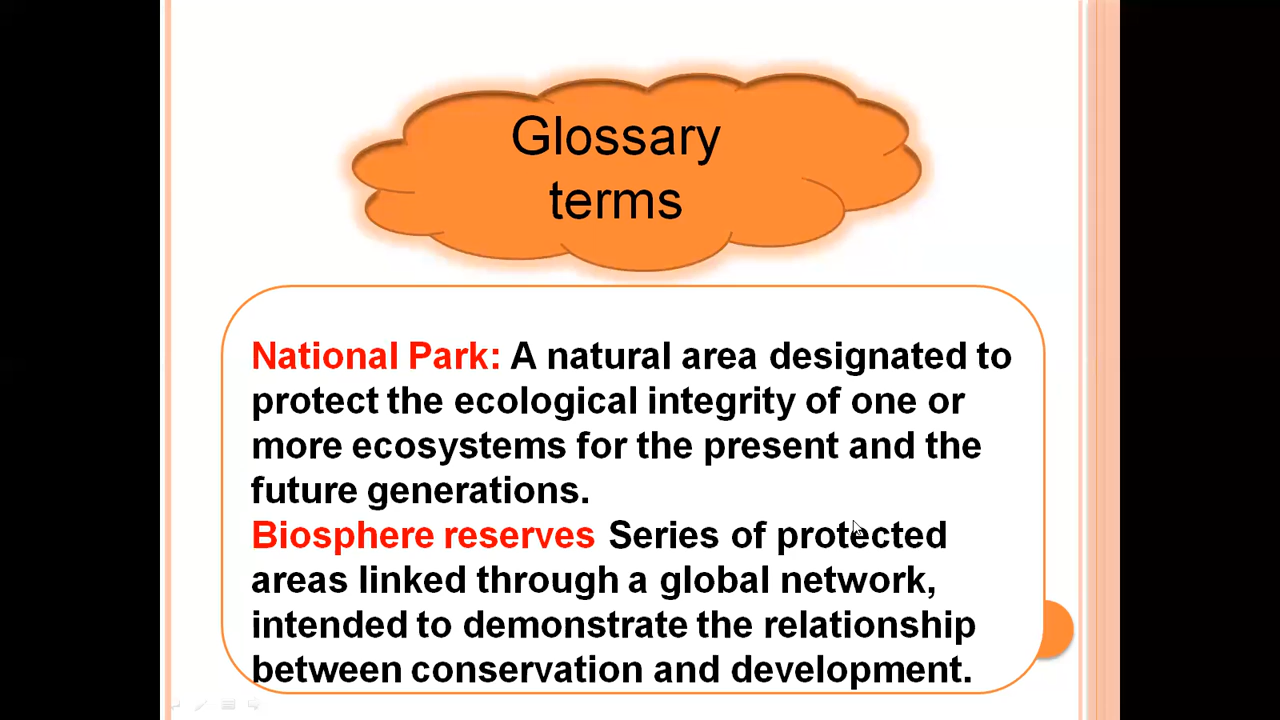 Glossary
terms
National Park: A natural area designated to
protect the ecological integrity of one or
more ecosystems for the present and the
future generations.
Biosphere reserves Series of protected
areas linked through a global network,
intended to demonstrate the relationship
between conservation and development.